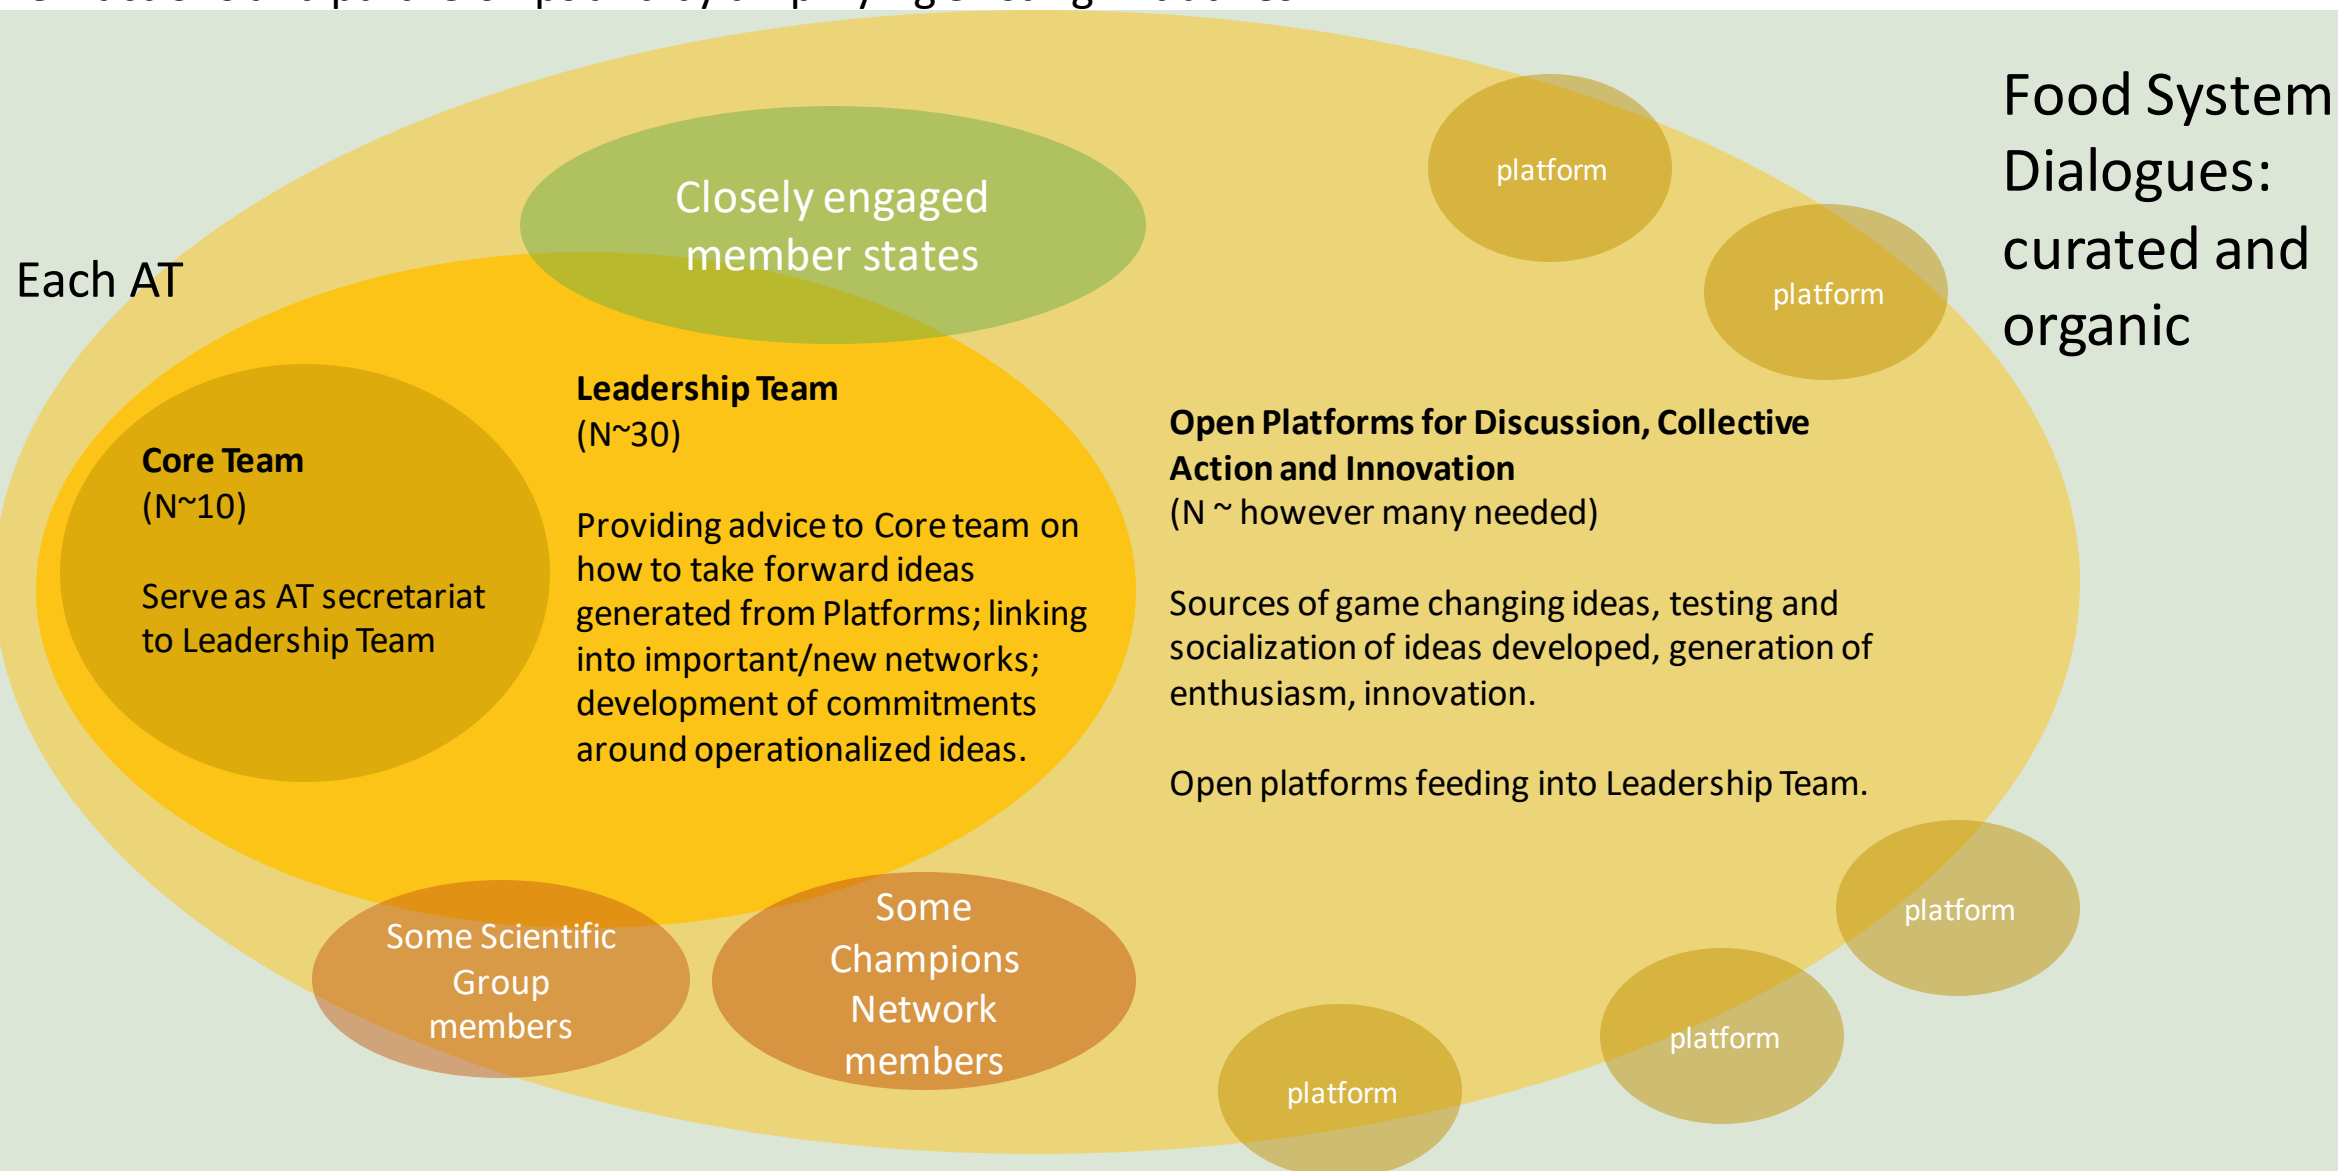 Food System
Dialogues:
curated and
organic
Each AT
Closely engaged
member states
platform
platform
Core Team
(N~10)
Serve as AT secretariat
to Leadership Team
Leadership Team
(N~30)
Providing advice to Core team on
how to take forward ideas
generated from Platforms; linking
into important/new networks;
development of commitments
around operationalized ideas.
Open Platforms for Discussion, Collective
Action and Innovation
(N ~ however many needed)
Sources of game changing ideas, testing and
socialization of ideas developed, generation of
enthusiasm, innovation.
Open platforms feeding into Leadership Team.
Some Scientific
Group
members
Some
Champions
Network
members
platform
platform
platform